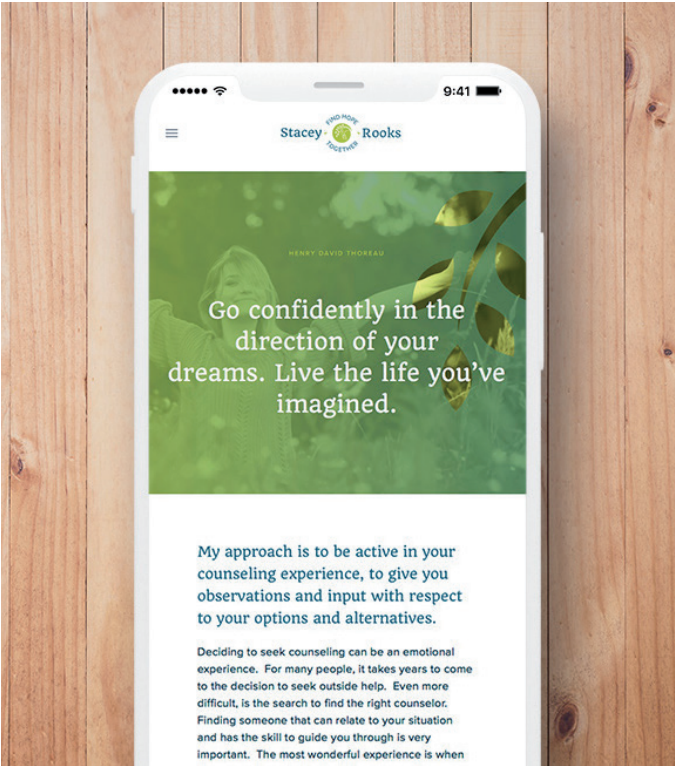 9:41
Stacey FIND HOPE TOGETHER Rooks
HENRY DAVID THOREAU
Go confidently in the
direction of your
dreams. Live the life you’ve
imagined.
My approach is to be active in your
counseling experience, to give you
observations and input with respect
to your options and alternatives.
Deciding to seek counseling can be an emotional
experience.  For many people, it takes years to come
to the decision to seek outside help.  Even more
difficult, is the search to find the right counselor.
Finding someone that can relate to your situation
and has the skill to guide you through is very
important.  The most wonderful experience is when